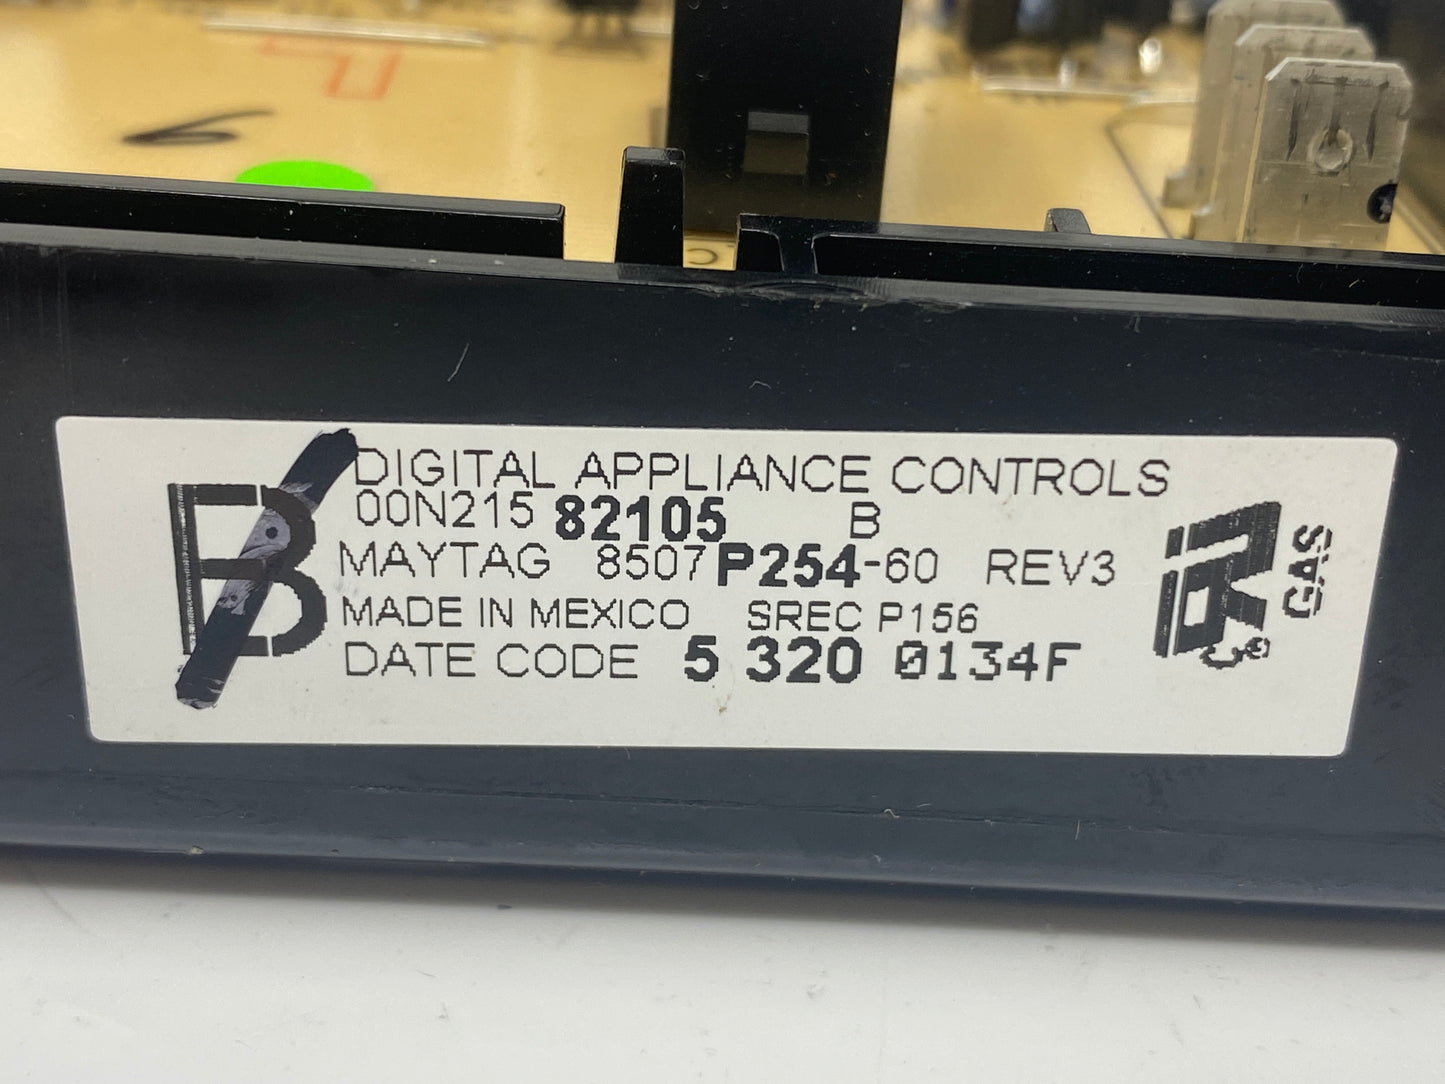 6
B
DIGITAL APPLIANCE CONTROLS
00N215 82105 B
MAYTAG 8507P254-60 REV3
MADE IN MEXICO SREC P156
DATE CODE 5 320 0134F
GAS